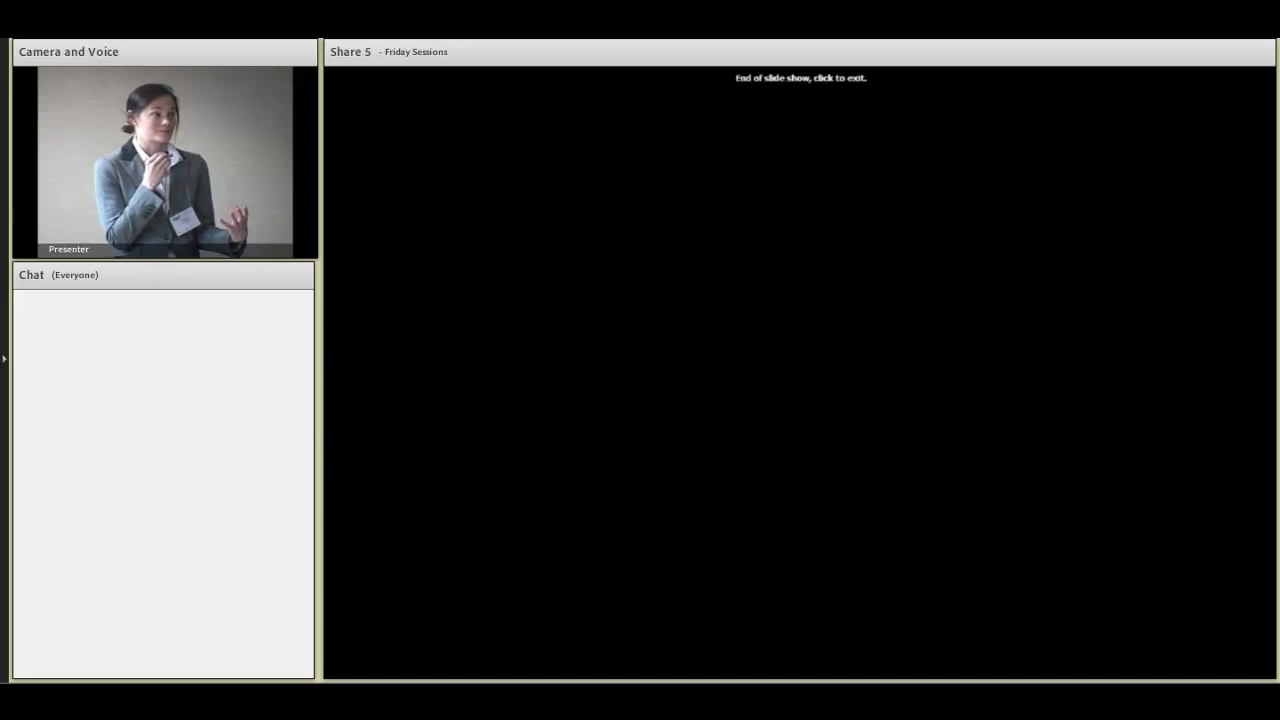 Camera and Voice
Presenter
Chat (Everyone)
Share 5 - Friday Sessions
End of slide show, click to exit.